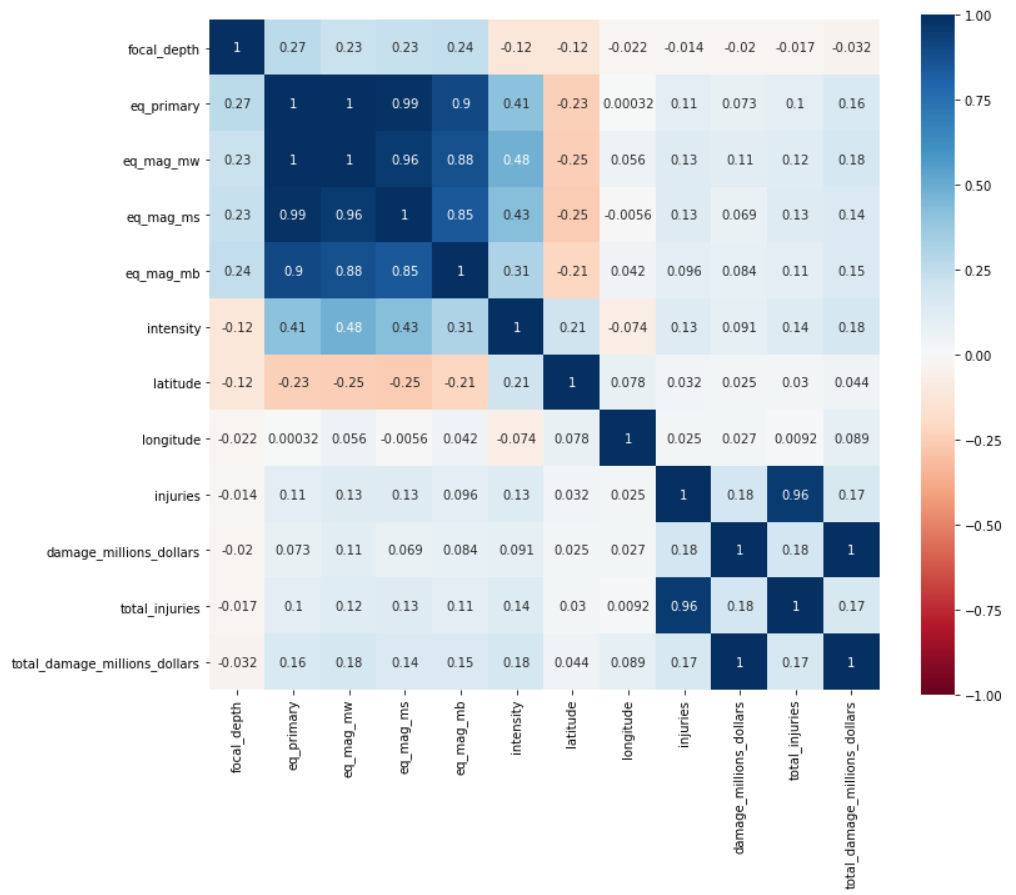 focal_depth 1 0.27 0.23 0.23 0.24 -0.12 -0.12 -0.022 -0.014 -0.02 -0.017 -0.032
eq_primary 0.27 1 1 0.99 0.9 0.41 -0.23 0.00032 0.11 0.073 0.1 0.16
eq_mag_mw 0.23 1 1 0.96 0.88 0.48 -0.25 0.056 0.13 0.11 0.12 0.18
eq_mag_ms 0.23 0.99 0.96 1 0.85 0.43 -0.25 -0.0056 0.13 0.069 0.13 0.14
eq_mag_mb 0.24 0.9 0.88 0.85 1 0.31 -0.21 0.042 0.096 0.084 0.11 0.15
intensity -0.12 0.41 0.48 0.43 0.31 1 0.21 -0.074 0.13 0.091 0.14 0.18
latitude -0.12 -0.23 -0.25 -0.25 -0.21 0.21 1 0.078 0.032 0.025 0.03 0.044
longitude -0.022 0.00032 0.056 -0.0056 0.042 -0.074 0.078 1 0.025 0.027 0.0092 0.089
injuries -0.014 0.11 0.13 0.13 0.096 0.13 0.032 0.025 1 0.18 0.96 0.17
damage_millions_dollars -0.02 0.073 0.11 0.069 0.084 0.091 0.025 0.027 0.18 1 0.18 1
total_injuries -0.017 0.1 0.12 0.13 0.11 0.14 0.03 0.0092 0.96 0.18 1 0.17
total_damage_millions_dollars -0.032 0.16 0.18 0.14 0.15 0.18 0.044 0.089 0.17 1 0.17 1
focal_depth
eq_primary
eq_mag_mw
eq_mag_ms
eq_mag_mb
intensity
latitude
longitude
injuries
damage_millions_dollars
total_injuries
total_damage_millions_dollars
1.00
0.75
0.50
0.25
0.00
−0.25
−0.50
−0.75
−1.00